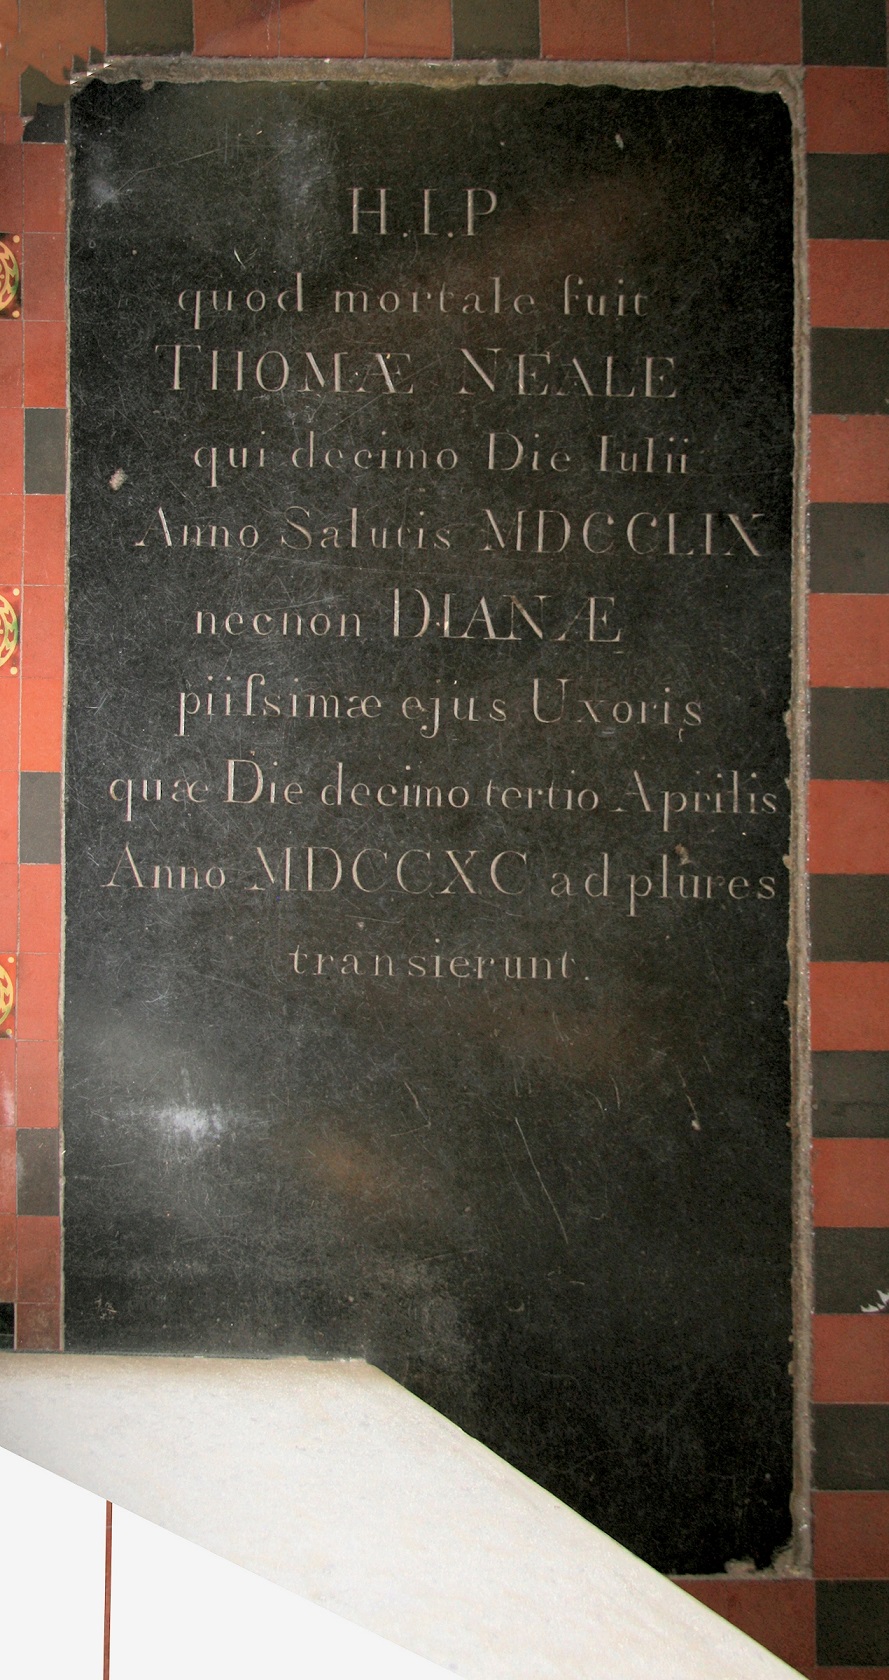 H.I.P
quod mortale fuit
THOMÆ NEALE
qui decimo Die Iulii
Anno Salutis MDCCLIX
necnon DIANÆ
piiſsimæ ejus Uxoris
quæ Die decimo tertio Aprilis
Anno MDCCXC ad plures
transierunt.